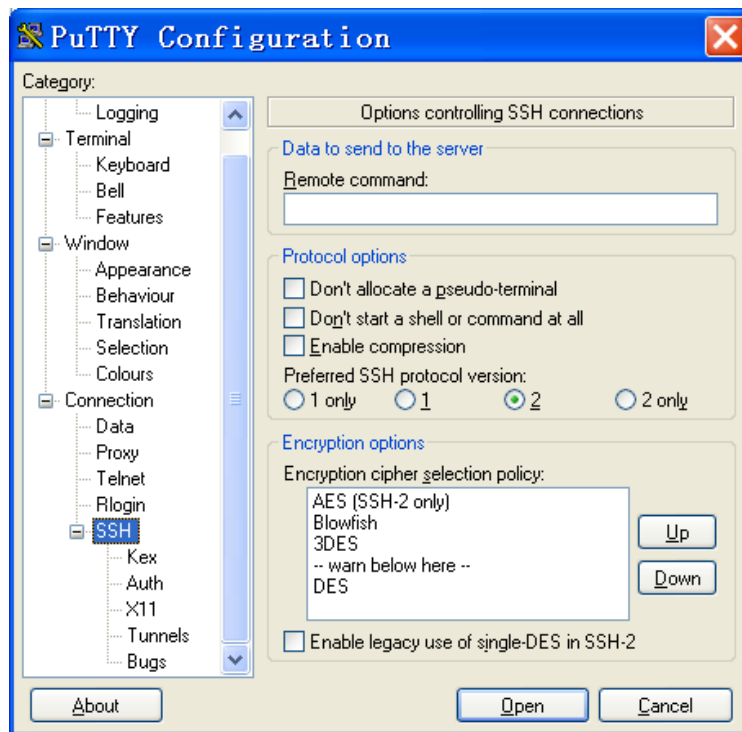 PuTTY Configuration
Category:
Logging
Terminal
Keyboard
Bell
Features
Window
Appearance
Behaviour
Translation
Selection
Colours
Connection
Data
Proxy
Telnet
Rlogin
SSH
Kex
Auth
X11
Tunnels
Bugs
Options controlling SSH connections
Data to send to the server
Remote command:
Protocol options
Don't allocate a pseudo-terminal
Don't start a shell or command at all
Enable compression
Preferred SSH protocol version:
1 only 1 2 2 only
Encryption options
Encryption cipher selection policy:
AES (SSH-2 only)
Blowfish
3DES
-- warn below here --
DES
Up
Down
Enable legacy use of single-DES in SSH-2
About Open Cancel